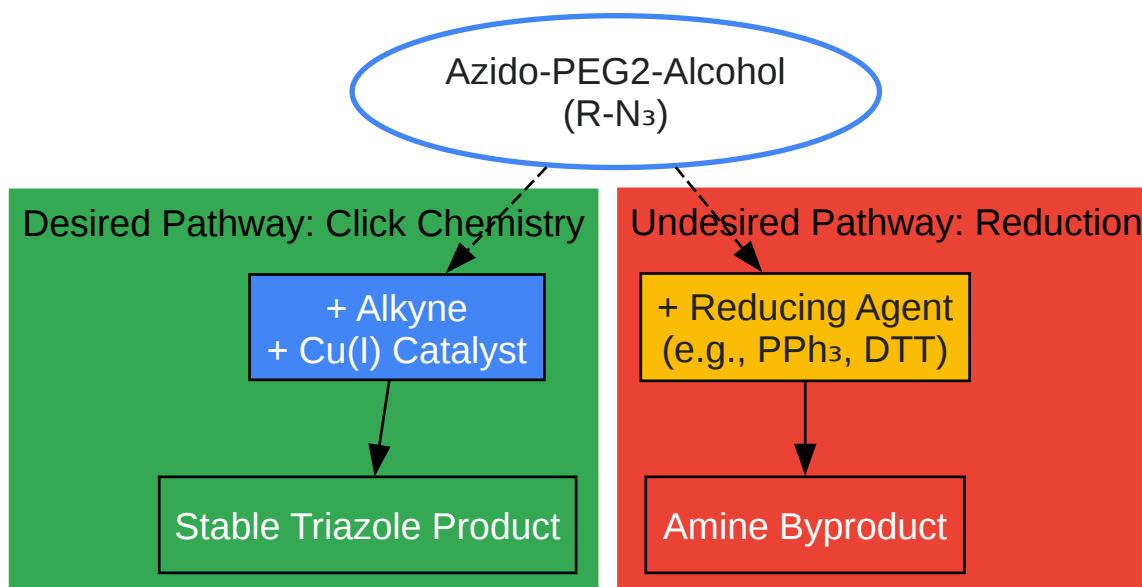 Azido-PEG2-Alcohol
(R-N₃)
Desired Pathway: Click Chemistry
+ Alkyne
+ Cu(I) Catalyst
Stable Triazole Product
Undesired Pathway: Reduction
+ Reducing Agent
(e.g., PPh₃, DTT)
Amine Byproduct